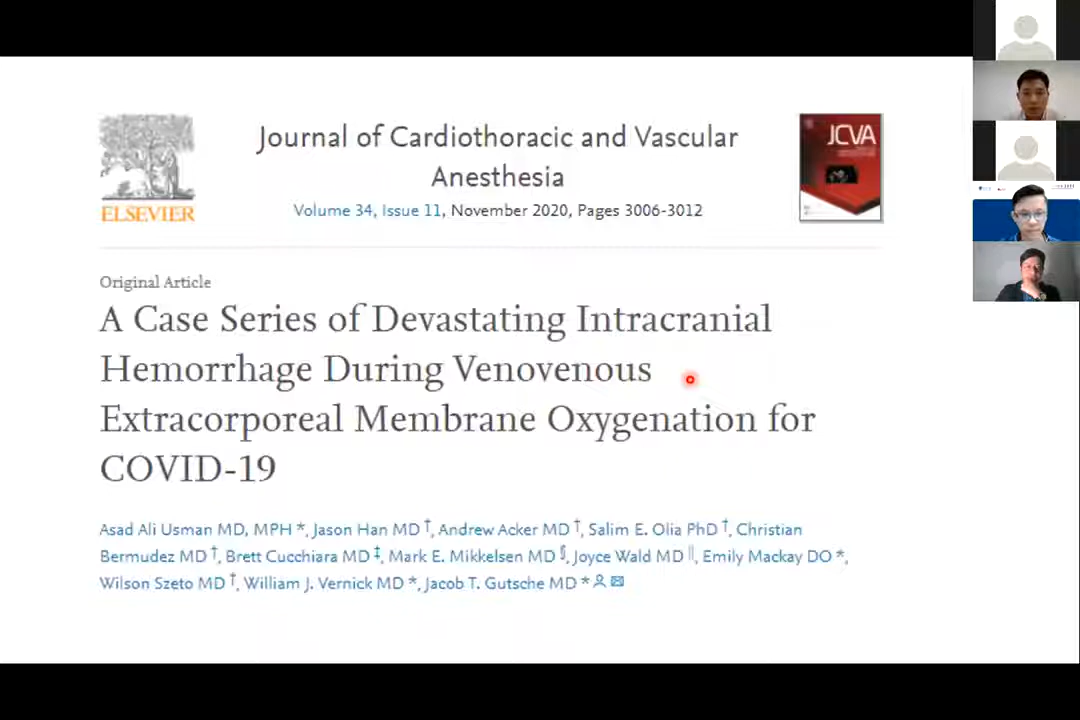 Journal of Cardiothoracic and Vascular
Anesthesia
Volume 34, Issue 11, November 2020, Pages 3006-3012
ELSEVIER
JCVA
Original Article
A Case Series of Devastating Intracranial
Hemorrhage During Venovenous
Extracorporeal Membrane Oxygenation for
COVID-19
Asad Ali Usman MD, MPH *, Jason Han MD †, Andrew Acker MD †, Salim E. Olia PhD †, Christian
Bermudez MD †, Brett Cucchiara MD ‡, Mark E. Mikkelsen MD §, Joyce Wald MD ||, Emily Mackay DO *,
Wilson Szeto MD †, William J. Vernick MD *, Jacob T. Gutsche MD *